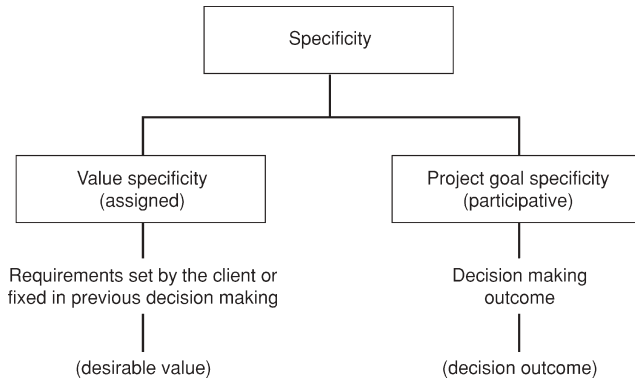 Specificity
Value specificity
(assigned)
Project goal specificity
(participative)
Requirements set by the client or
fixed in previous decision making
Decision making
outcome
(desirable value)
(decision outcome)